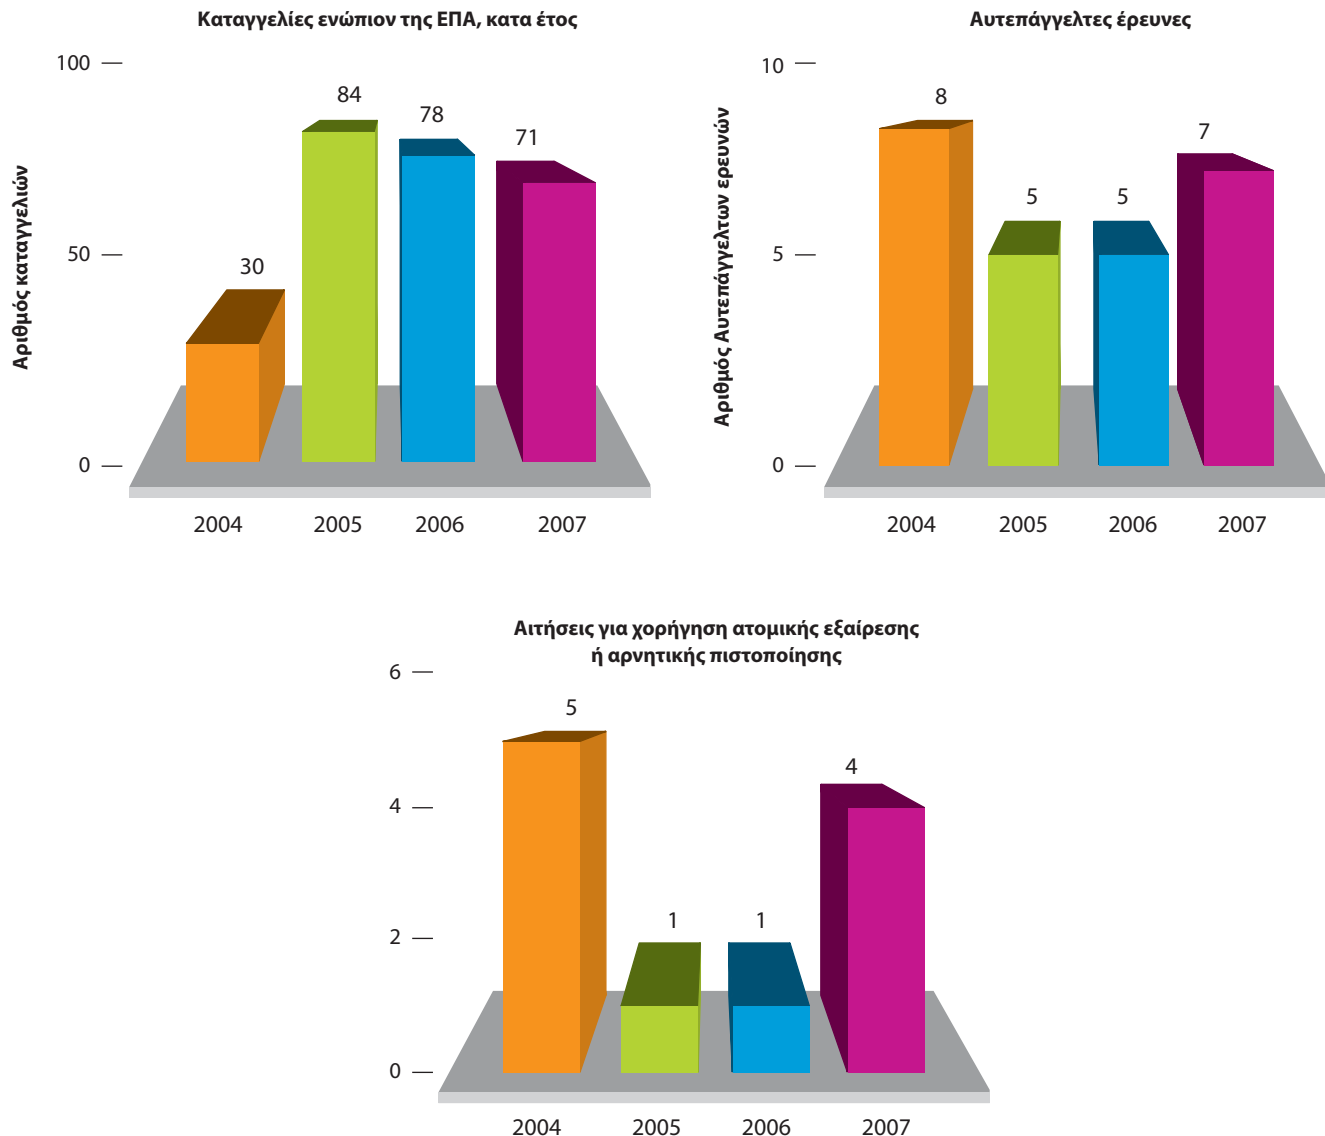 Καταγγελίες ενώπιον της ΕΠΑ, κατα έτος
100
50
0
Αριθμός καταγγελιών
30
84
78
71
2004 2005 2006 2007
Αυτεπάγγελτες έρευνες
10
5
0
Αριθμός Αυτεπάγγελτων ερευνών
8
5
5
7
2004 2005 2006 2007
Αιτήσεις για χορήγηση ατομικής εξαίρεσης
ή αρνητικής πιστοποίησης
6
4
2
0
5
1
1
4
2004 2005 2006 2007